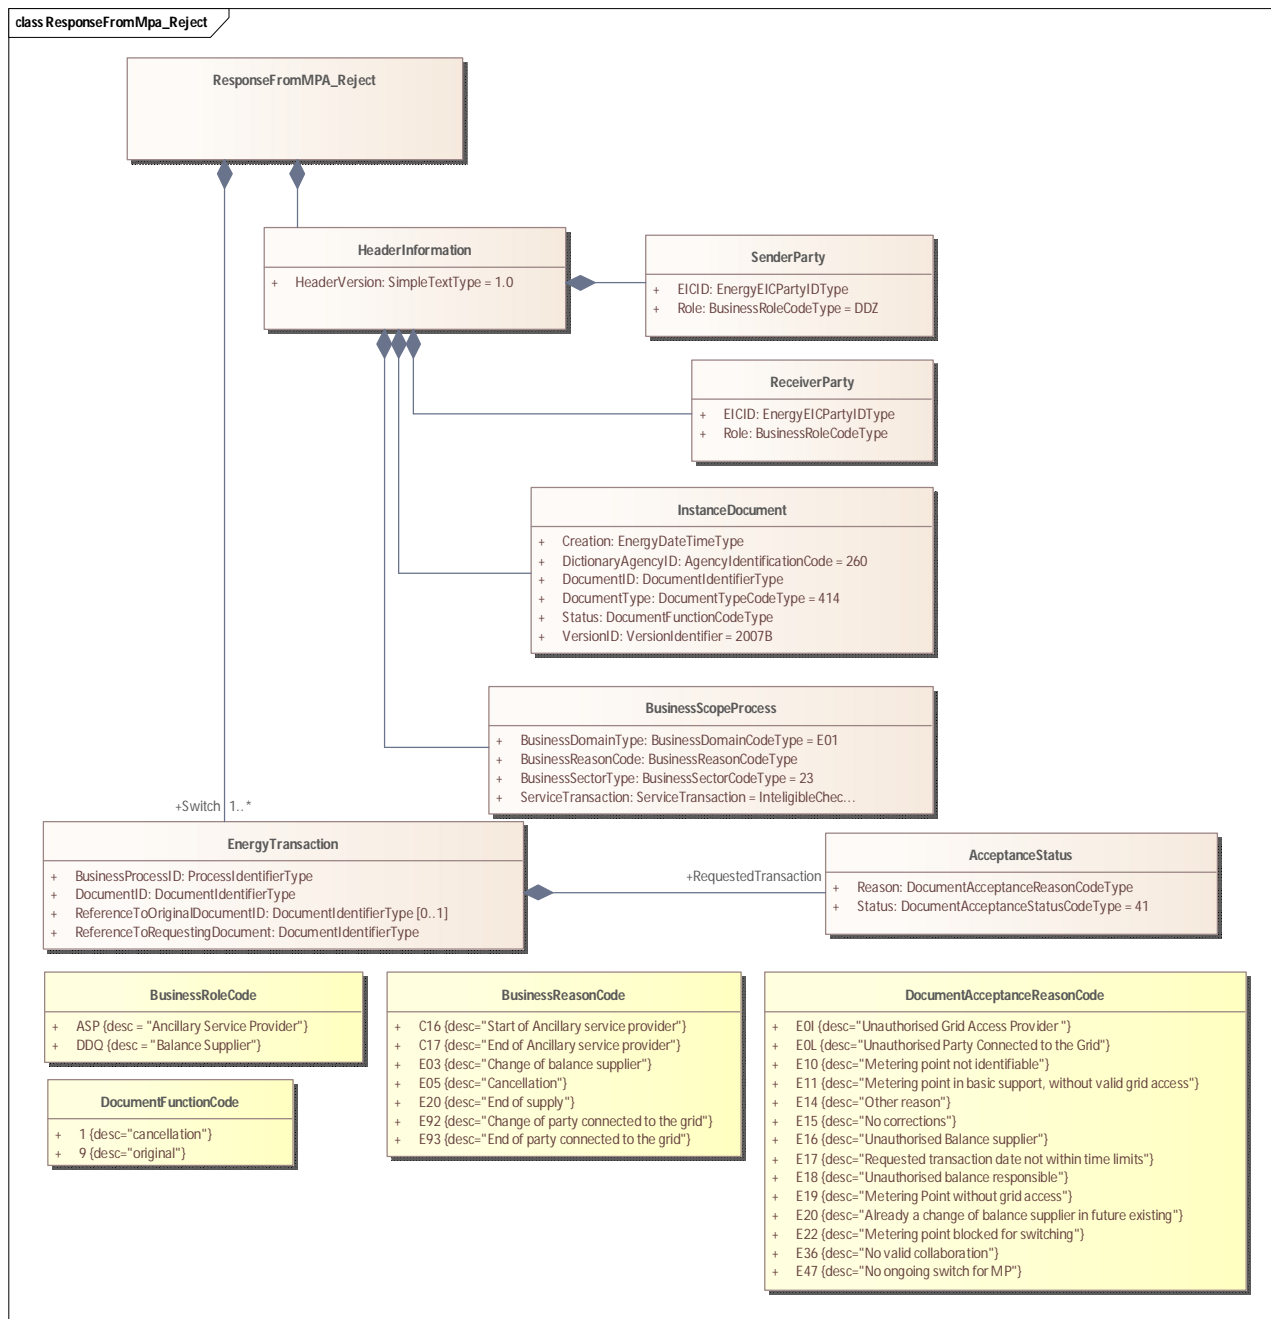 class ResponseFromMpa_Reject
ResponseFromMPA_Reject
HeaderInformation
+ HeaderVersion: SimpleTextType = 1.0
SenderParty
+ EICID: EnergyEICPartyIDType
+ Role: BusinessRoleCodeType = DDZ
ReceiverParty
+ EICID: EnergyEICPartyIDType
+ Role: BusinessRoleCodeType
InstanceDocument
+ Creation: EnergyDateTimeType
+ DictionaryAgencyID: AgencyIdentificationCode = 260
+ DocumentID: DocumentIdentifierType
+ DocumentType: DocumentTypeCodeType = 414
+ Status: DocumentFunctionCodeType
+ VersionID: VersionIdentifier = 2007B
BusinessScopeProcess
+ BusinessDomainType: BusinessDomainCodeType = E01
+ BusinessReasonCode: BusinessReasonCodeType
+ BusinessSectorType: BusinessSectorCodeType = 23
+ ServiceTransaction: ServiceTransaction = InteligibleChec...
+Switch 1..*
EnergyTransaction
+ BusinessProcessID: ProcessIdentifierType
+ DocumentID: DocumentIdentifierType
+ ReferenceToOriginalDocumentID: DocumentIdentifierType [0..1]
+ ReferenceToRequestingDocument: DocumentIdentifierType
+RequestedTransaction
AcceptanceStatus
+ Reason: DocumentAcceptanceReasonCodeType
+ Status: DocumentAcceptanceStatusCodeType = 41
BusinessRoleCode
+ ASP {desc = "Ancillary Service Provider"}
+ DDQ {desc = "Balance Supplier"}
DocumentFunctionCode
+ 1 {desc="cancellation"}
+ 9 {desc="original"}
BusinessReasonCode
+ C16 {desc="Start of Ancillary service provider"}
+ C17 {desc="End of Ancillary service provider"}
+ E03 {desc="Change of balance supplier"}
+ E05 {desc="Cancellation"}
+ E20 {desc="End of supply"}
+ E92 {desc="Change of party connected to the grid"}
+ E93 {desc="End of party connected to the grid"}
DocumentAcceptanceReasonCode
+ E0I {desc="Unauthorised Grid Access Provider "}
+ E0L {desc="Unauthorised Party Connected to the Grid"}
+ E10 {desc="Metering point not identifiable"}
+ E11 {desc="Metering point in basic support, without valid grid access"}
+ E14 {desc="Other reason"}
+ E15 {desc="No corrections"}
+ E16 {desc="Unauthorised Balance supplier"}
+ E17 {desc="Requested transaction date not within time limits"}
+ E18 {desc="Unauthorised balance responsible"}
+ E19 {desc="Metering Point without grid access"}
+ E20 {desc="Already a change of balance supplier in future existing"}
+ E22 {desc="Metering point blocked for switching"}
+ E36 {desc="No valid collaboration"}
+ E47 {desc="No ongoing switch for MP"}